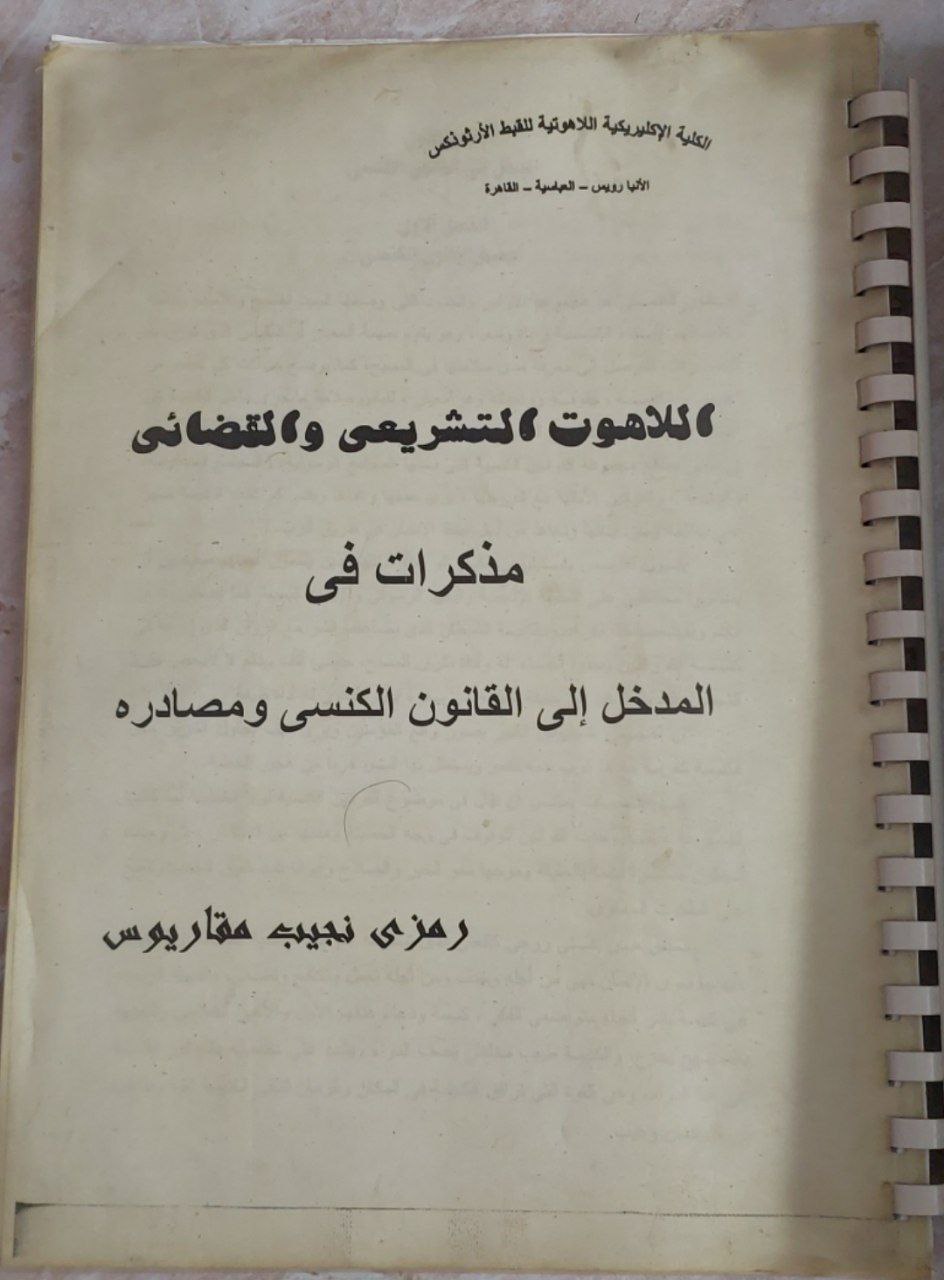 الكلية الإكليريكية اللاهوتية للقبط الأرثوذكس
الأنبا رويس – العباسية – القاهرة
اللاهوت التشريعى والقضائى
مذكرات فى
المدخل إلى القانون الكنسى ومصادره
رمزى نجيب مقاريوس